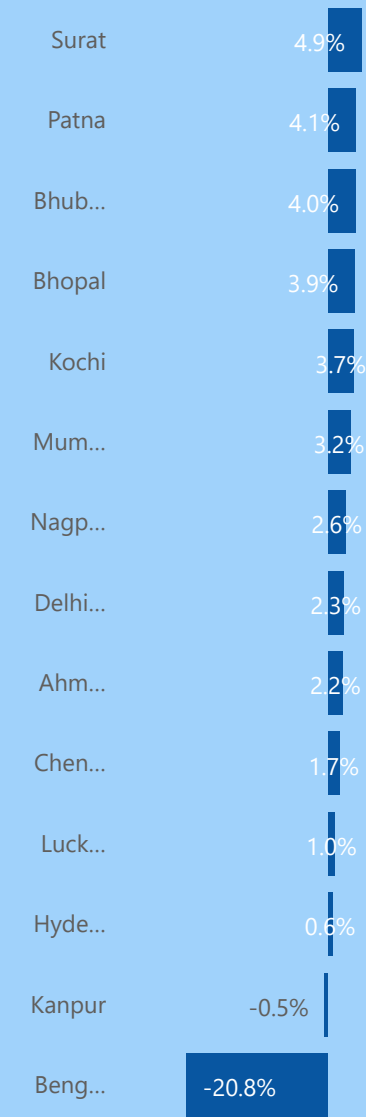 Surat 4.9%
Patna 4.1%
Bhub... 4.0%
Bhopal 3.9%
Kochi 3.7%
Mum... 3.2%
Nagp... 2.6%
Delhi... 2.3%
Ahm... 2.2%
Chen... 1.7%
Luck... 1.0%
Hyde... 0.6%
Kanpur -0.5%
Beng... -20.8%